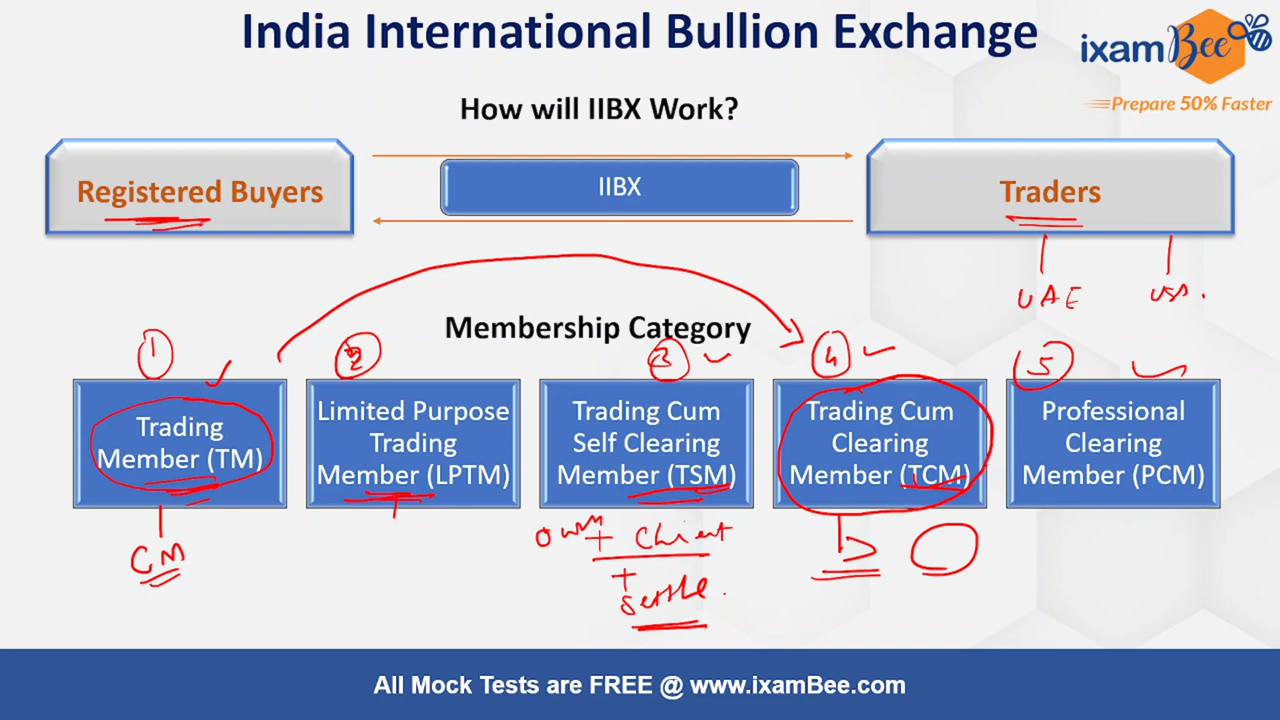 India International Bullion Exchange
ixamBee
Prepare 50% Faster
How will IIBX Work?
Registered Buyers
IIBX
Traders
UAE
USA.
Membership Category
1
2
3
4
5
Trading
Member (TM)
Limited Purpose
Trading
Member (LPTM)
Trading Cum
Self Clearing
Member (TSM)
Trading Cum
Clearing
Member (TCM)
Professional
Clearing
Member (PCM)
CM
own + Client
+
Settle.
All Mock Tests are FREE @ www.ixamBee.com